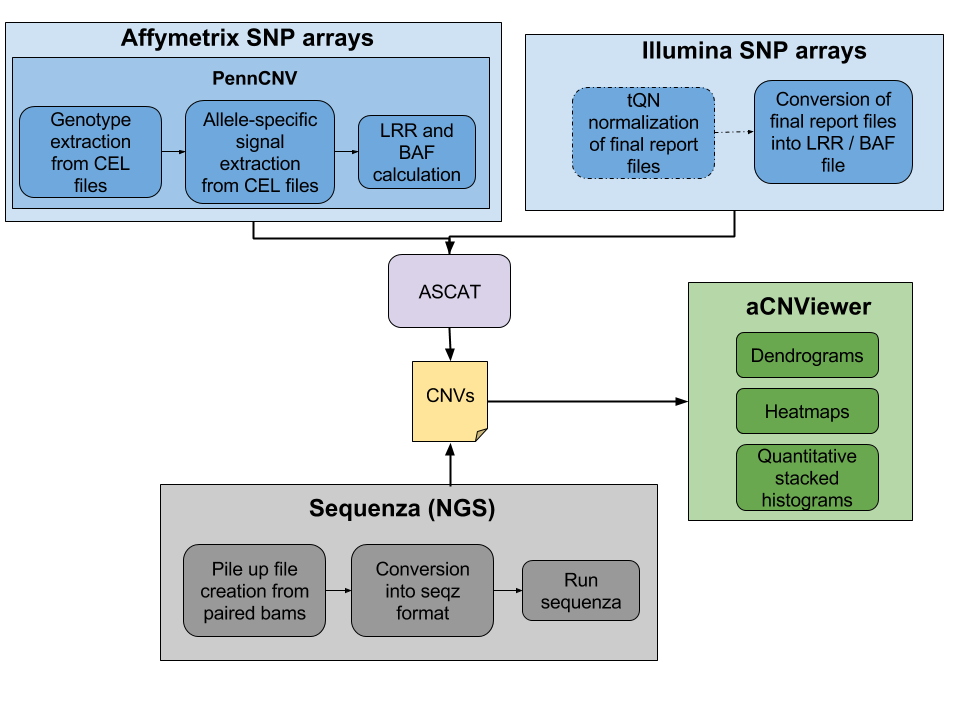 Affymetrix SNP arrays
PennCNV
Genotype
extraction
from CEL
files
Allele-specific
signal
extraction
from CEL files
LRR and
BAF
calculation
Illumina SNP arrays
tQN
normalization
of final report
files
Conversion of
final report files
into LRR / BAF
file
ASCAT
CNVs
aCNViewer
Dendrograms
Heatmaps
Quantitative
stacked
histograms
Sequenza (NGS)
Pile up file
creation from
paired bams
Conversion
into seqz
format
Run
sequenza